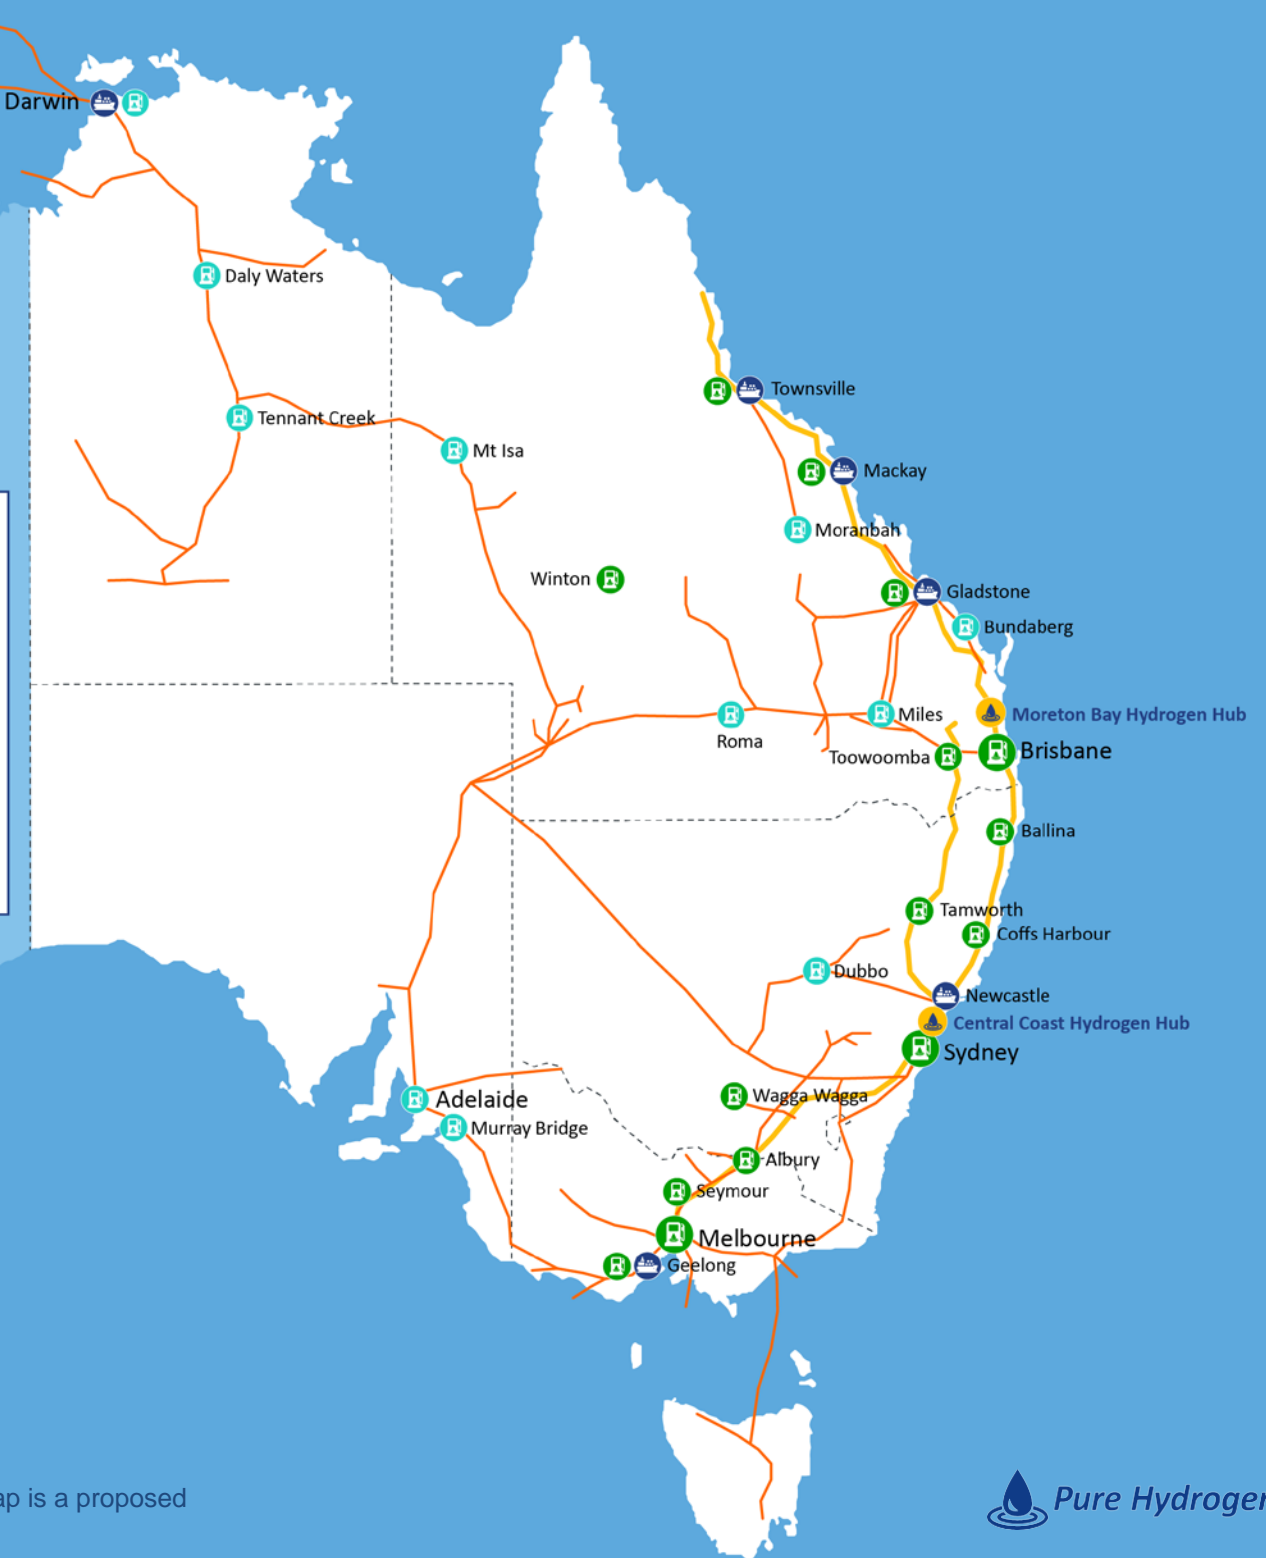 Darwin
Daly Waters
Tennant Creek
Mt Isa
Townsville
Mackay
Moranbah
Winton
Gladstone
Bundaberg
Moreton Bay Hydrogen Hub
Miles
Roma
Toowoomba
Brisbane
Ballina
Tamworth
Coffs Harbour
Dubbo
Newcastle
Central Coast Hydrogen Hub
Sydney
Wagga Wagga
Adelaide
Murray Bridge
Albury
Seymour
Melbourne
Geelong
ap is a proposed
Pure Hydrogen